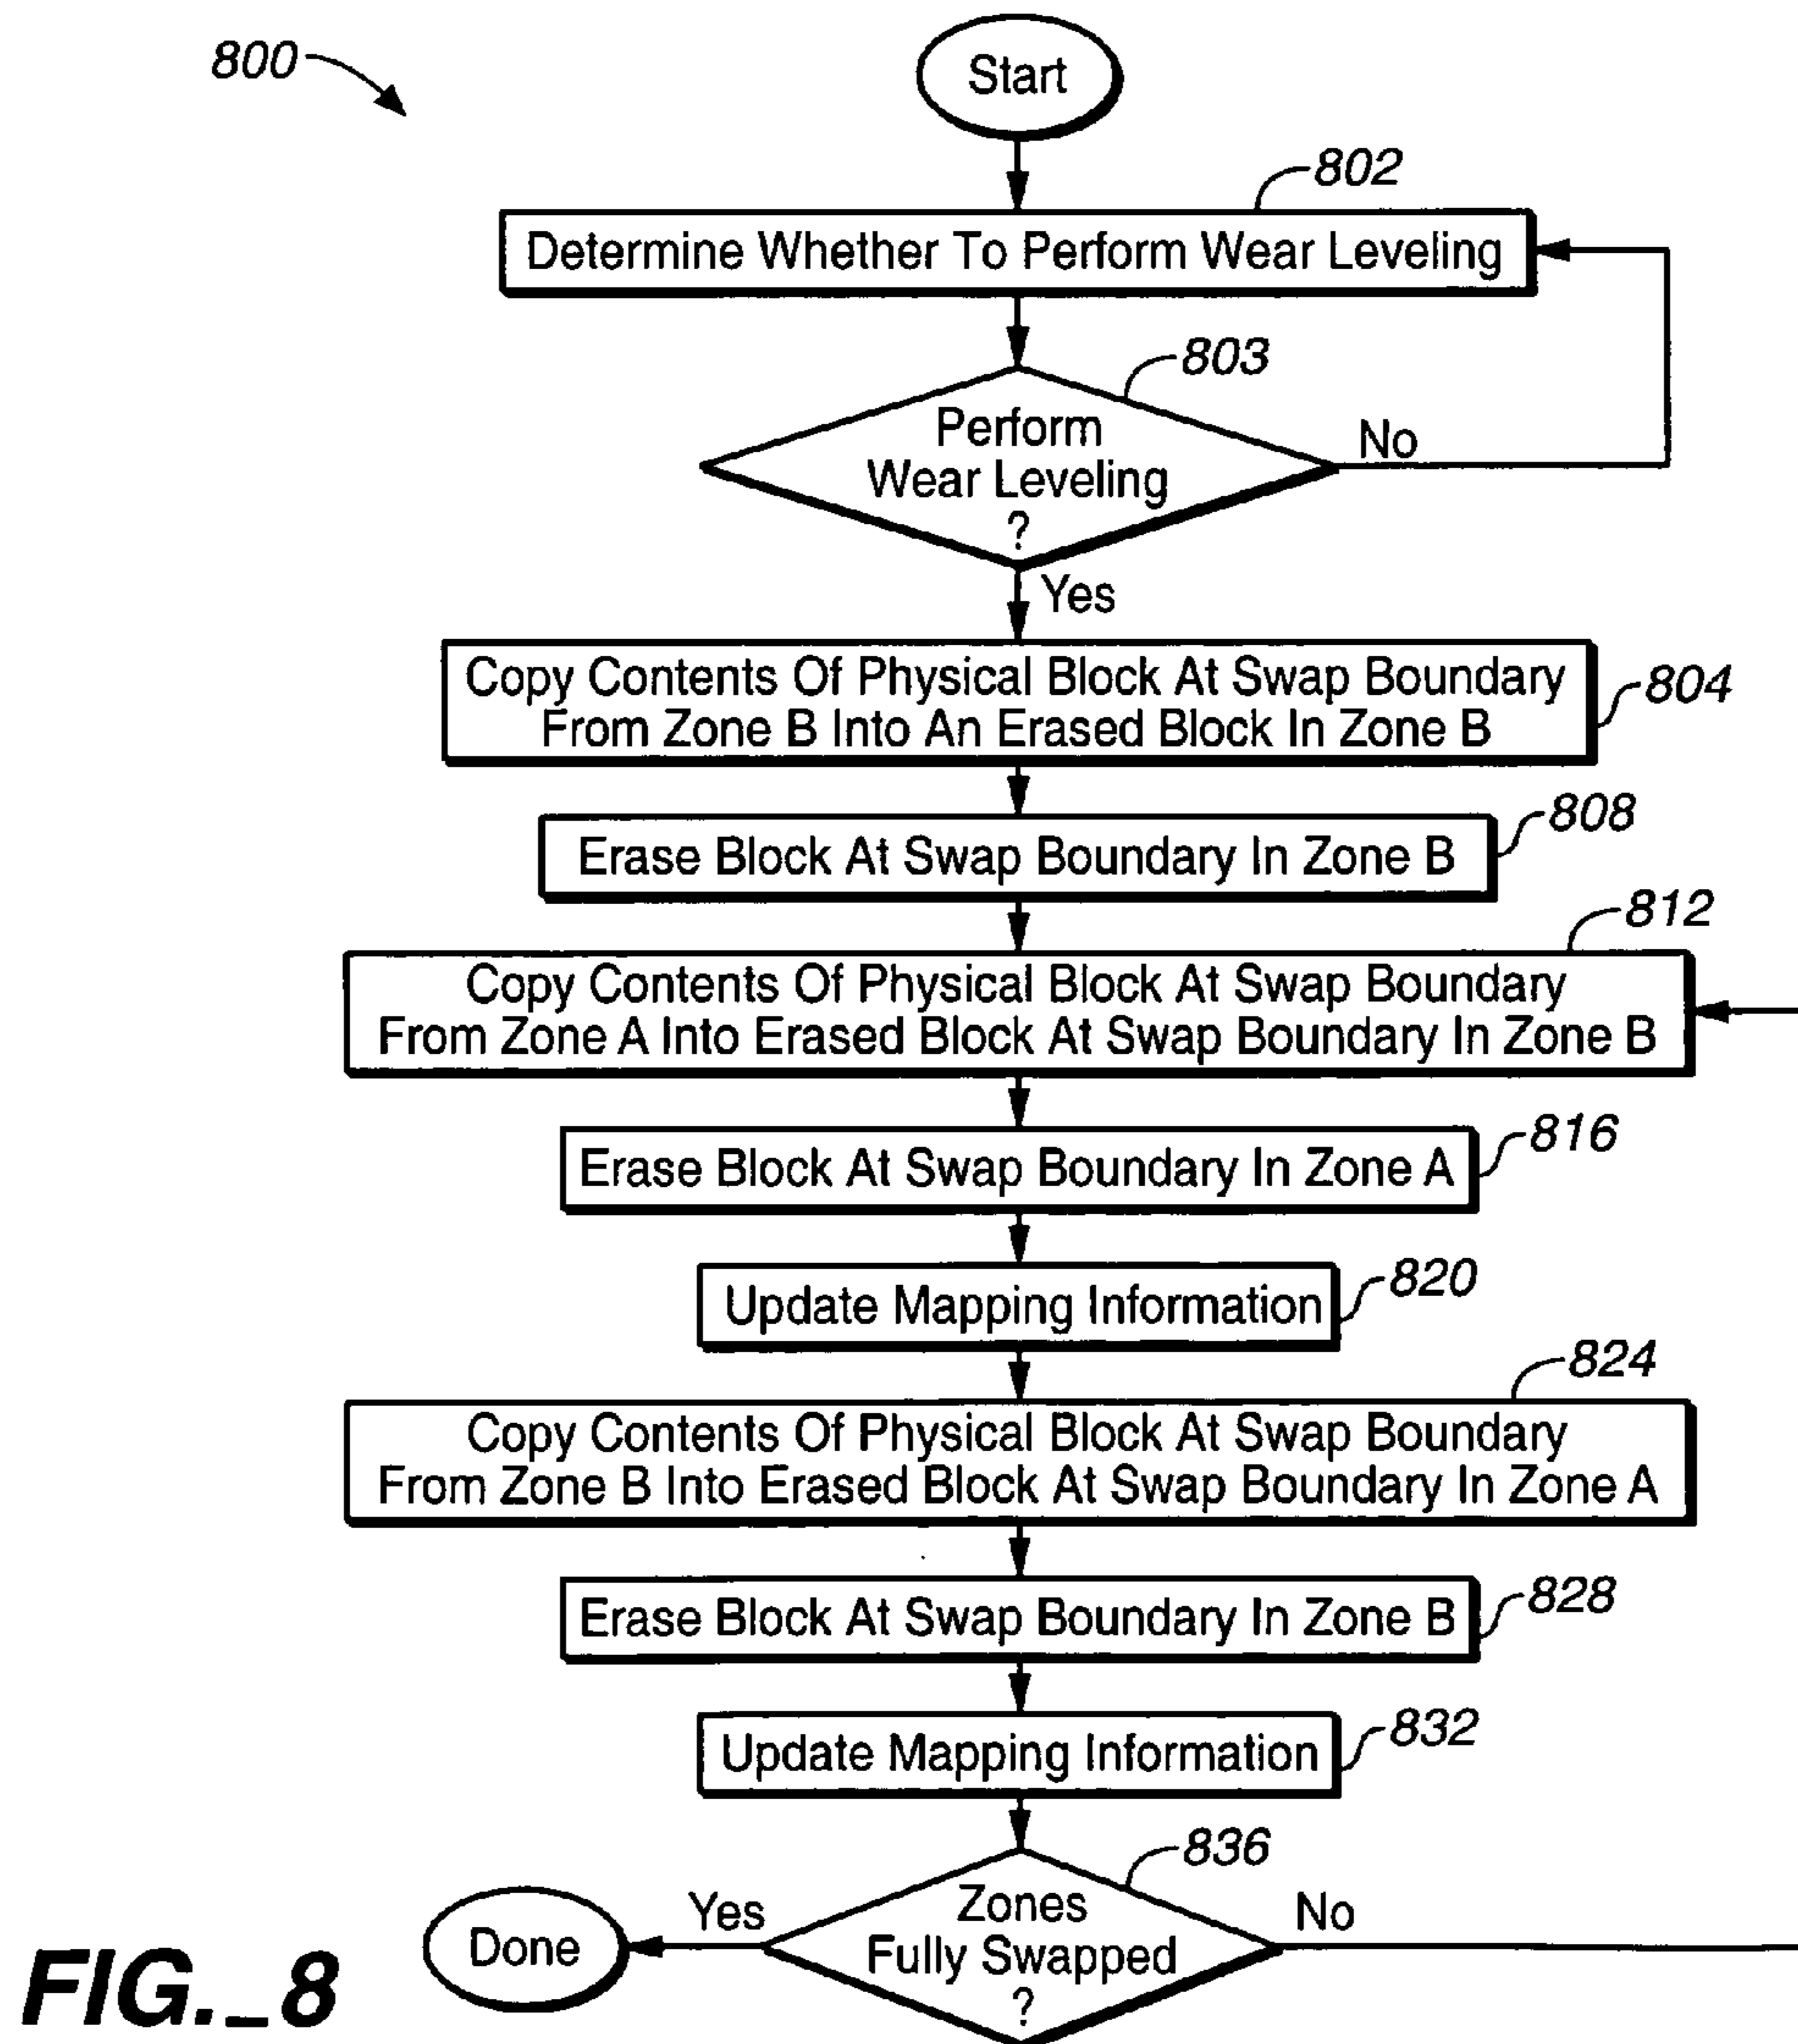 800
Start
802
Determine Whether To Perform Wear Leveling
803
Perform
Wear Leveling
?
No
Yes
Copy Contents Of Physical Block At Swap Boundary
From Zone B Into An Erased Block In Zone B
804
Erase Block At Swap Boundary In Zone B
808
812
Copy Contents Of Physical Block At Swap Boundary
From Zone A Into Erased Block At Swap Boundary In Zone B
Erase Block At Swap Boundary In Zone A
816
Update Mapping Information
820
824
Copy Contents Of Physical Block At Swap Boundary
From Zone B Into Erased Block At Swap Boundary In Zone A
Erase Block At Swap Boundary In Zone B
828
Update Mapping Information
832
836
Zones
Fully Swapped
?
Yes
No
Done
FIG._8